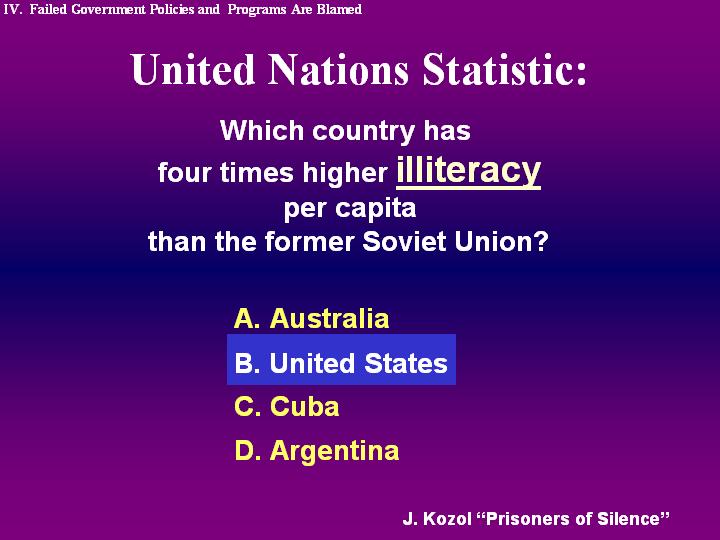 IV. Failed Government Policies and Programs Are Blamed
United Nations Statistic:
Which country has
four times higher illiteracy
per capita
than the former Soviet Union?
A. Australia
B. United States
C. Cuba
D. Argentina
J. Kozol “Prisoners of Silence”